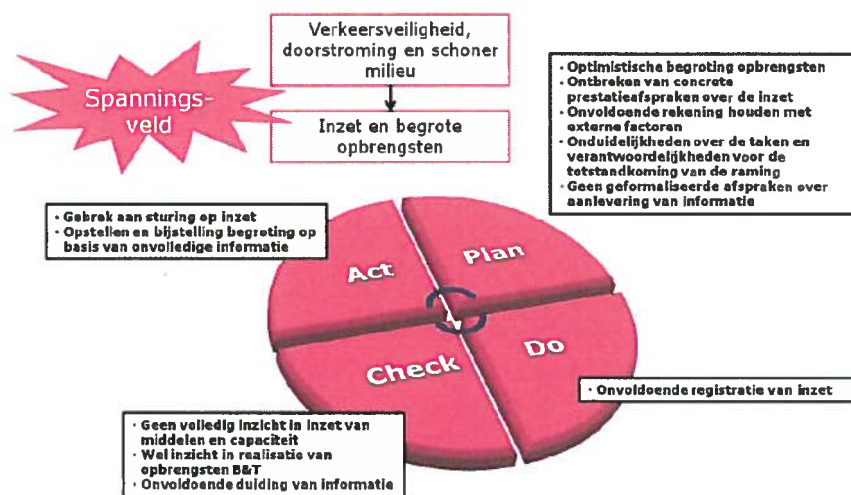 Verkeersveiligheid,
doorstroming en schoner
milieu
Spannings-
veld
Inzet en begrote
opbrengsten
· Optimistische begroting opbrengsten
· Ontbreken van concrete
prestatieafspraken over de inzet
· Onvoldoende rekening houden met
externe factoren
· Onduidelijkheden over de taken en
verantwoordelijkheden voor de
totstandkoming van de raming
· Geen geformaliseerde afspraken over
aanlevering van informatie
· Gebrek aan sturing op inzet
· Opstellen en bijstelling begroting op
basis van onvolledige informatie
Act
Plan
Check
Do
· Onvoldoende registratie van inzet
· Geen volledig inzicht in inzet van
middelen en capaciteit
· Wel inzicht in realisatie van
opbrengsten B&T
· Onvoldoende duiding van informatie